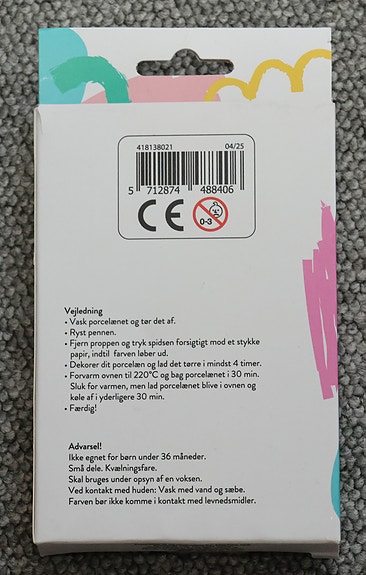 418138021 04/25
5 712874 488406
CE 0-3
Vejledning
• Vask porcelænet og tør det af.
• Ryst pennen.
• Fjern proppen og tryk spidsen forsigtigt mod et stykke
papir, indtil farven løber ud.
• Dekorer dit porcelæn og lad det tørre i mindst 4 timer.
• Forvarm ovnen til 220°C og bag porcelænet i 30 min.
Sluk for varmen, men lad porcelænet blive i ovnen og
køle af i yderligere 30 min.
• Færdig!
Advarsel!
Ikke egnet for børn under 36 måneder.
Små dele. Kvælningsfare.
Skal bruges under opsyn af en voksen.
Ved kontakt med huden: Vask med vand og sæbe.
Farven bør ikke komme i kontakt med levnedsmidler.